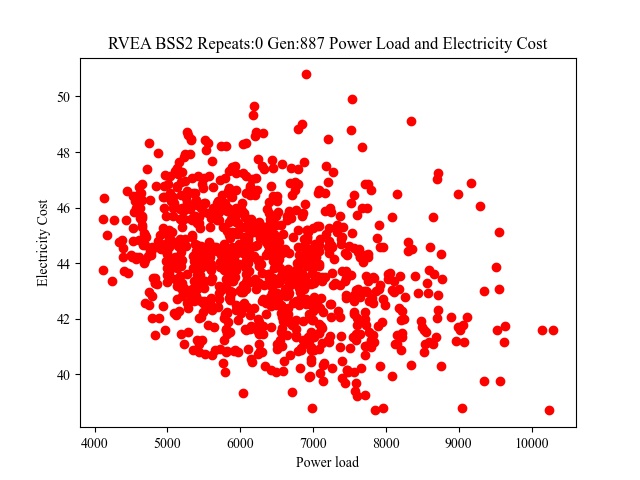 RVEA BSS2 Repeats:0 Gen:887 Power Load and Electricity Cost
50
48
46
44
42
40
Electricity Cost
4000 5000 6000 7000 8000 9000 10000
Power load